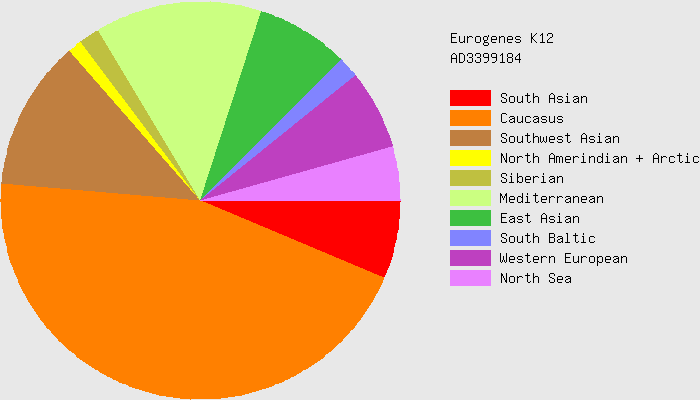 Eurogenes K12
AD3399184
South Asian
Caucasus
Southwest Asian
North Amerindian + Arctic
Siberian
Mediterranean
East Asian
South Baltic
Western European
North Sea